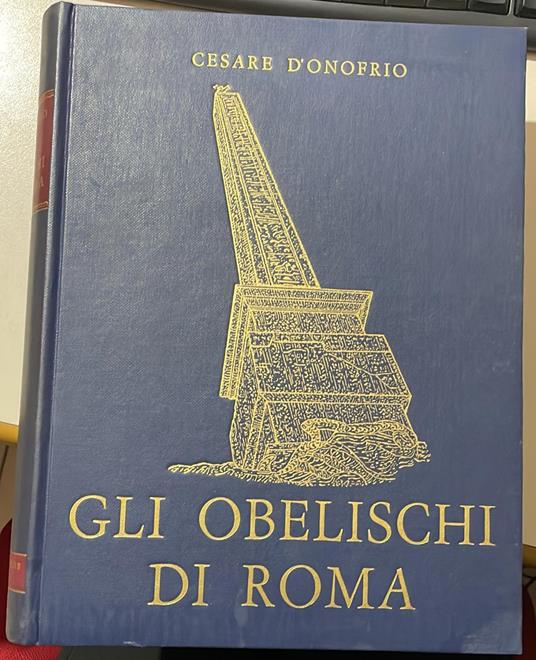 CESARE D'ONOFRIO
GLI OBELISCHI
DI ROMA